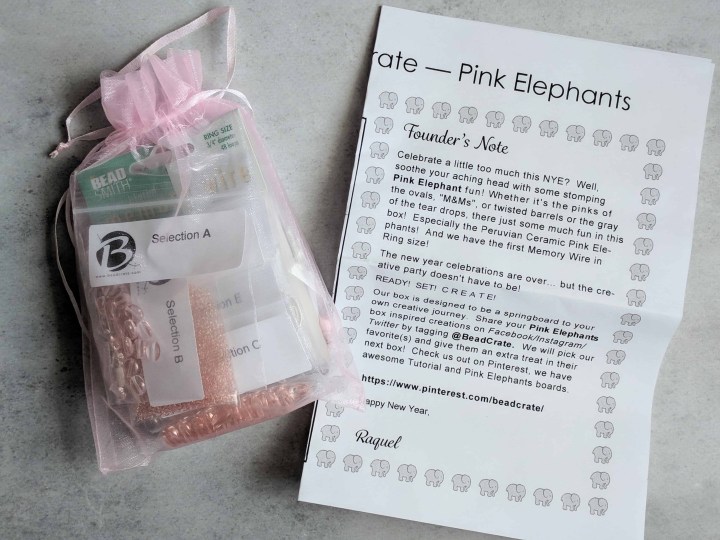 rate — Pink Elephants
Founder's Note
Celebrate a little too much this NYE? Well,
soothe your aching head with some stomping
Pink Elephant fun! Whether it's the pinks of
the ovals, "M&Ms", or twisted barrels or the gray
of the tear drops, there just some much fun in this
box! Especially the Peruvian Ceramic Pink Ele-
phants! And we have the first Memory Wire in
Ring size!
The new year celebrations are over... but the cre-
ative party doesn't have to be!
READY! SET! CREATE!
Our box is designed to be a springboard to your
own creative journey. Share your Pink Elephants
box inspired creations on Facebook/Instagram/
Twitter by tagging @BeadCrate. We will pick our
favorite(s) and give them an extra treat in their
next box! Check us out on Pinterest, we have
awesome Tutorial and Pink Elephants boards.
https://www.pinterest.com/beadcrate/
appy New Year,
Raquel
RING SIZE
BEAD
SMITH
B
Selection A
Selection B
E
tion C